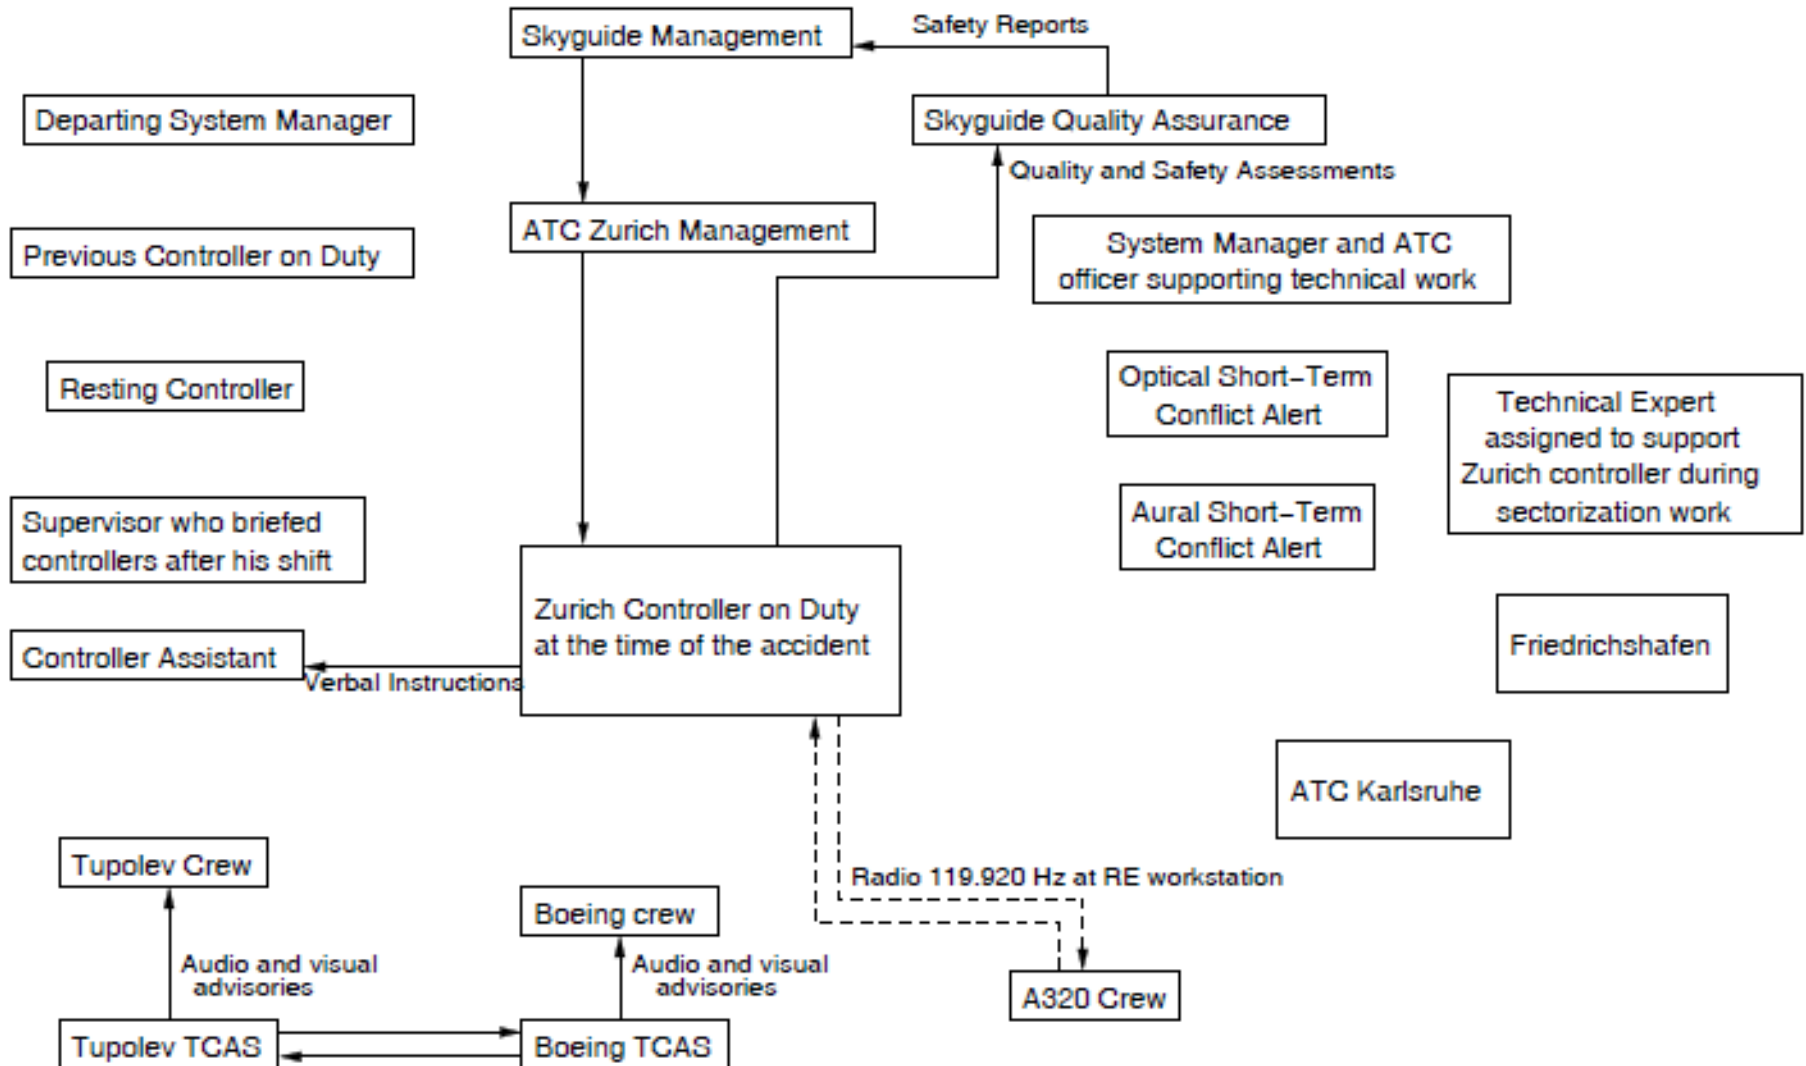 Skyguide Management
Safety Reports
Departing System Manager
Skyguide Quality Assurance
Quality and Safety Assessments
Previous Controller on Duty
ATC Zurich Management
System Manager and ATC
officer supporting technical work
Resting Controller
Optical Short-Term
Conflict Alert
Technical Expert
assigned to support
Zurich controller during
sectorization work
Supervisor who briefed
controllers after his shift
Aural Short-Term
Conflict Alert
Zurich Controller on Duty
at the time of the accident
Friedrichshafen
Controller Assistant
Verbal Instructions
ATC Karlsruhe
Tupolev Crew
Radio 119.920 Hz at RE workstation
Boeing crew
Audio and visual
advisories
Audio and visual
advisories
A320 Crew
Tupolev TCAS
Boeing TCAS